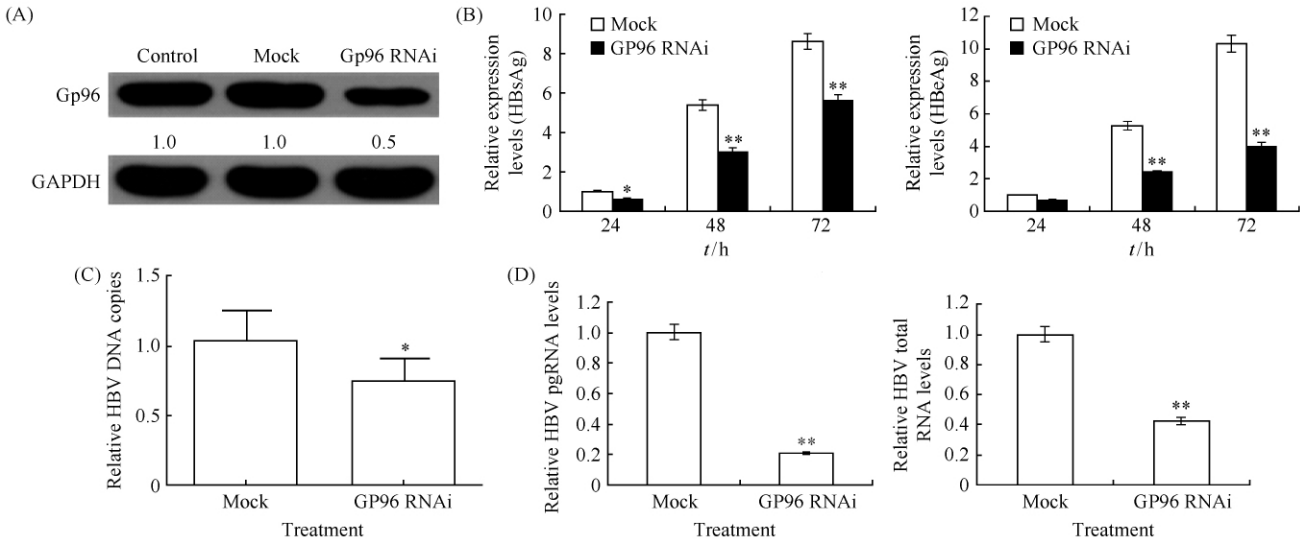 (A)
Control Mock Gp96 RNAi
Gp96
1.0 1.0 0.5
GAPDH
(B)
Relative expression
levels (HBsAg)
10
8
6
4
2
0
Mock
GP96 RNAi
*
**
**
24 48 72
t/h
Relative expression
levels (HBeAg)
12
10
8
6
4
2
0
Mock
GP96 RNAi
**
**
24 48 72
t/h
(C)
Relative HBV DNA copies
1.5
1.0
0.5
0
*
Mock GP96 RNAi
Treatment
(D)
Relative HBV pgRNA levels
1.2
1.0
0.8
0.6
0.4
0.2
0
**
Mock GP96 RNAi
Treatment
Relative HBV total
RNA levels
1.2
1.0
0.8
0.6
0.4
0.2
0
**
Mock GP96 RNAi
Treatment